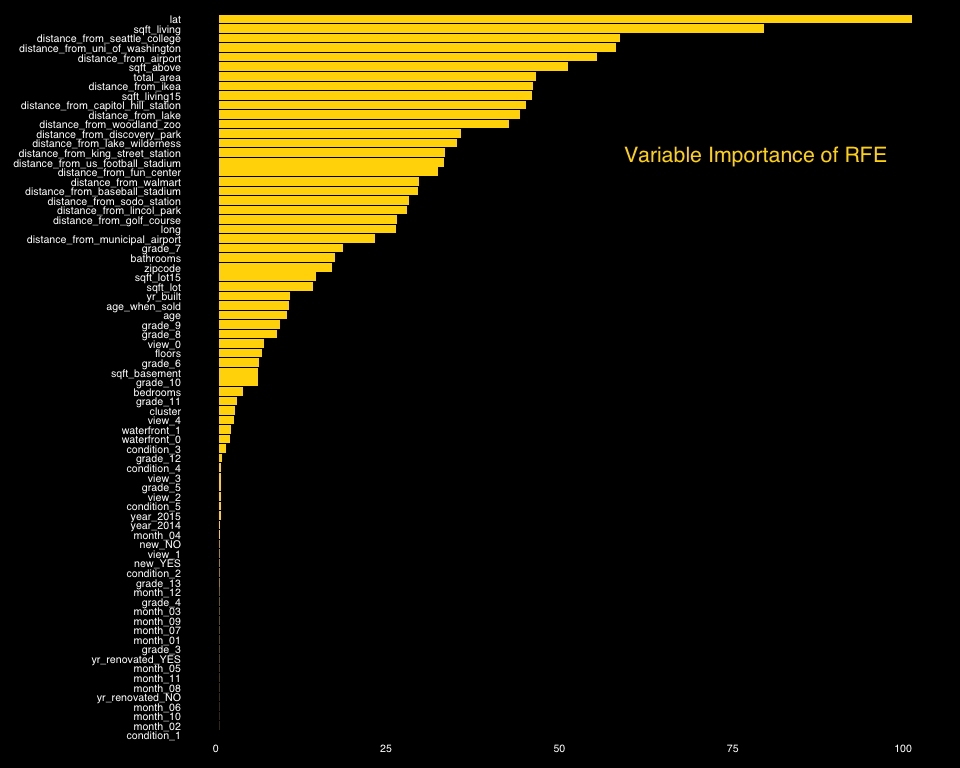 lat
sqft_living
distance_from_seattle_college
distance_from_uni_of_washington
distance_from_airport
sqft_above
total_area
distance_from_ikea
sqft_living15
distance_from_capitol_hill_station
distance_from_lake
distance_from_woodland_zoo
distance_from_discovery_park
distance_from_lake_wilderness
distance_from_king_street_station
distance_from_us_football_stadium
distance_from_fun_center
distance_from_walmart
distance_from_baseball_stadium
distance_from_sodo_station
distance_from_lincol_park
distance_from_golf_course
long
distance_from_municipal_airport
grade_7
bathrooms
zipcode
sqft_lot15
sqft_lot
yr_built
age_when_sold
age
grade_9
grade_8
view_0
floors
grade_6
sqft_basement
grade_10
bedrooms
grade_11
cluster
view_4
waterfront_1
waterfront_0
condition_3
grade_12
condition_4
view_3
grade_5
view_2
condition_5
year_2015
year_2014
month_04
new_NO
view_1
new_YES
condition_2
grade_13
month_12
grade_4
month_03
month_09
month_07
month_01
grade_3
yr_renovated_YES
month_05
month_11
month_08
yr_renovated_NO
month_06
month_10
month_02
condition_1
Variable Importance of RFE
0 25 50 75 100